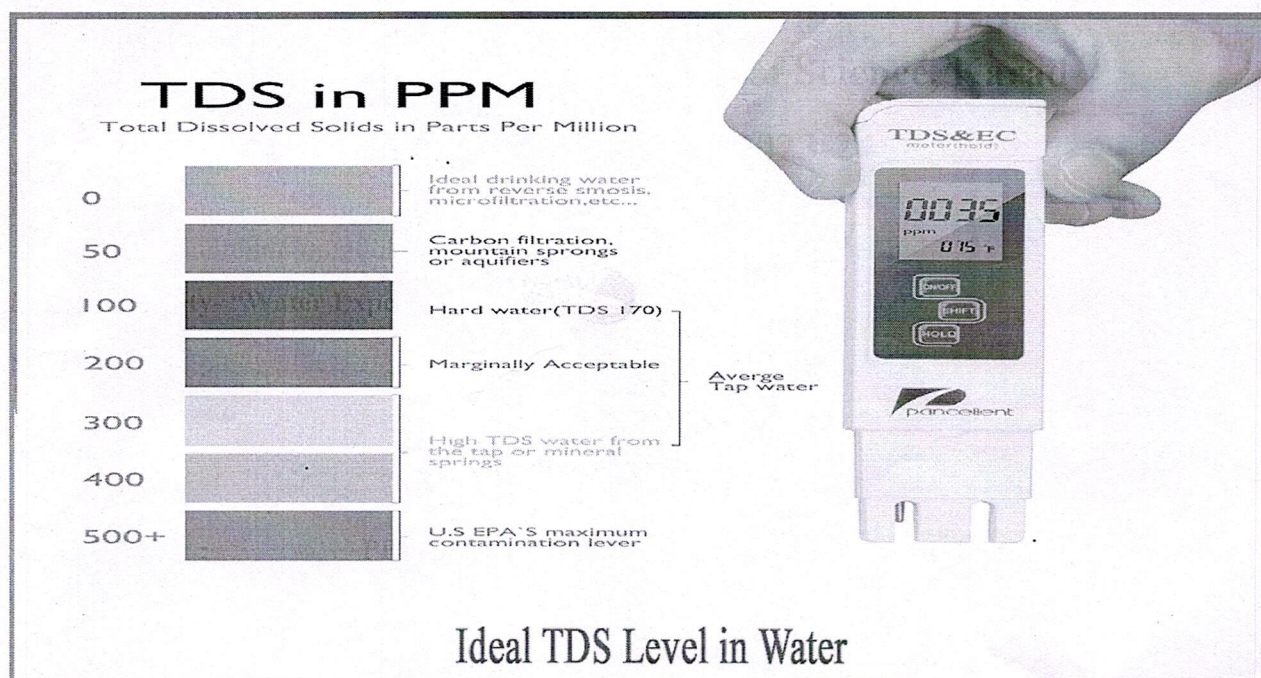 TDS in PPM
Total Dissolved Solids in Parts Per Million
0
Ideal drinking water
from reverse smosis,
microfiltration,etc...
50
Carbon filtration,
mountain sprongs
or aquifiers
100
Hard water(TDS 170)
200
Marginally Acceptable
300
400
High TDS water from
the tap or mineral
springs
500+
U.S EPA`S maximum
contamination lever
Averge
Tap water
TDS&EC
meter(hold)
0035
ppm
075 °F
ON/OFF
SHIFT
HOLD
pancellent
Ideal TDS Level in Water